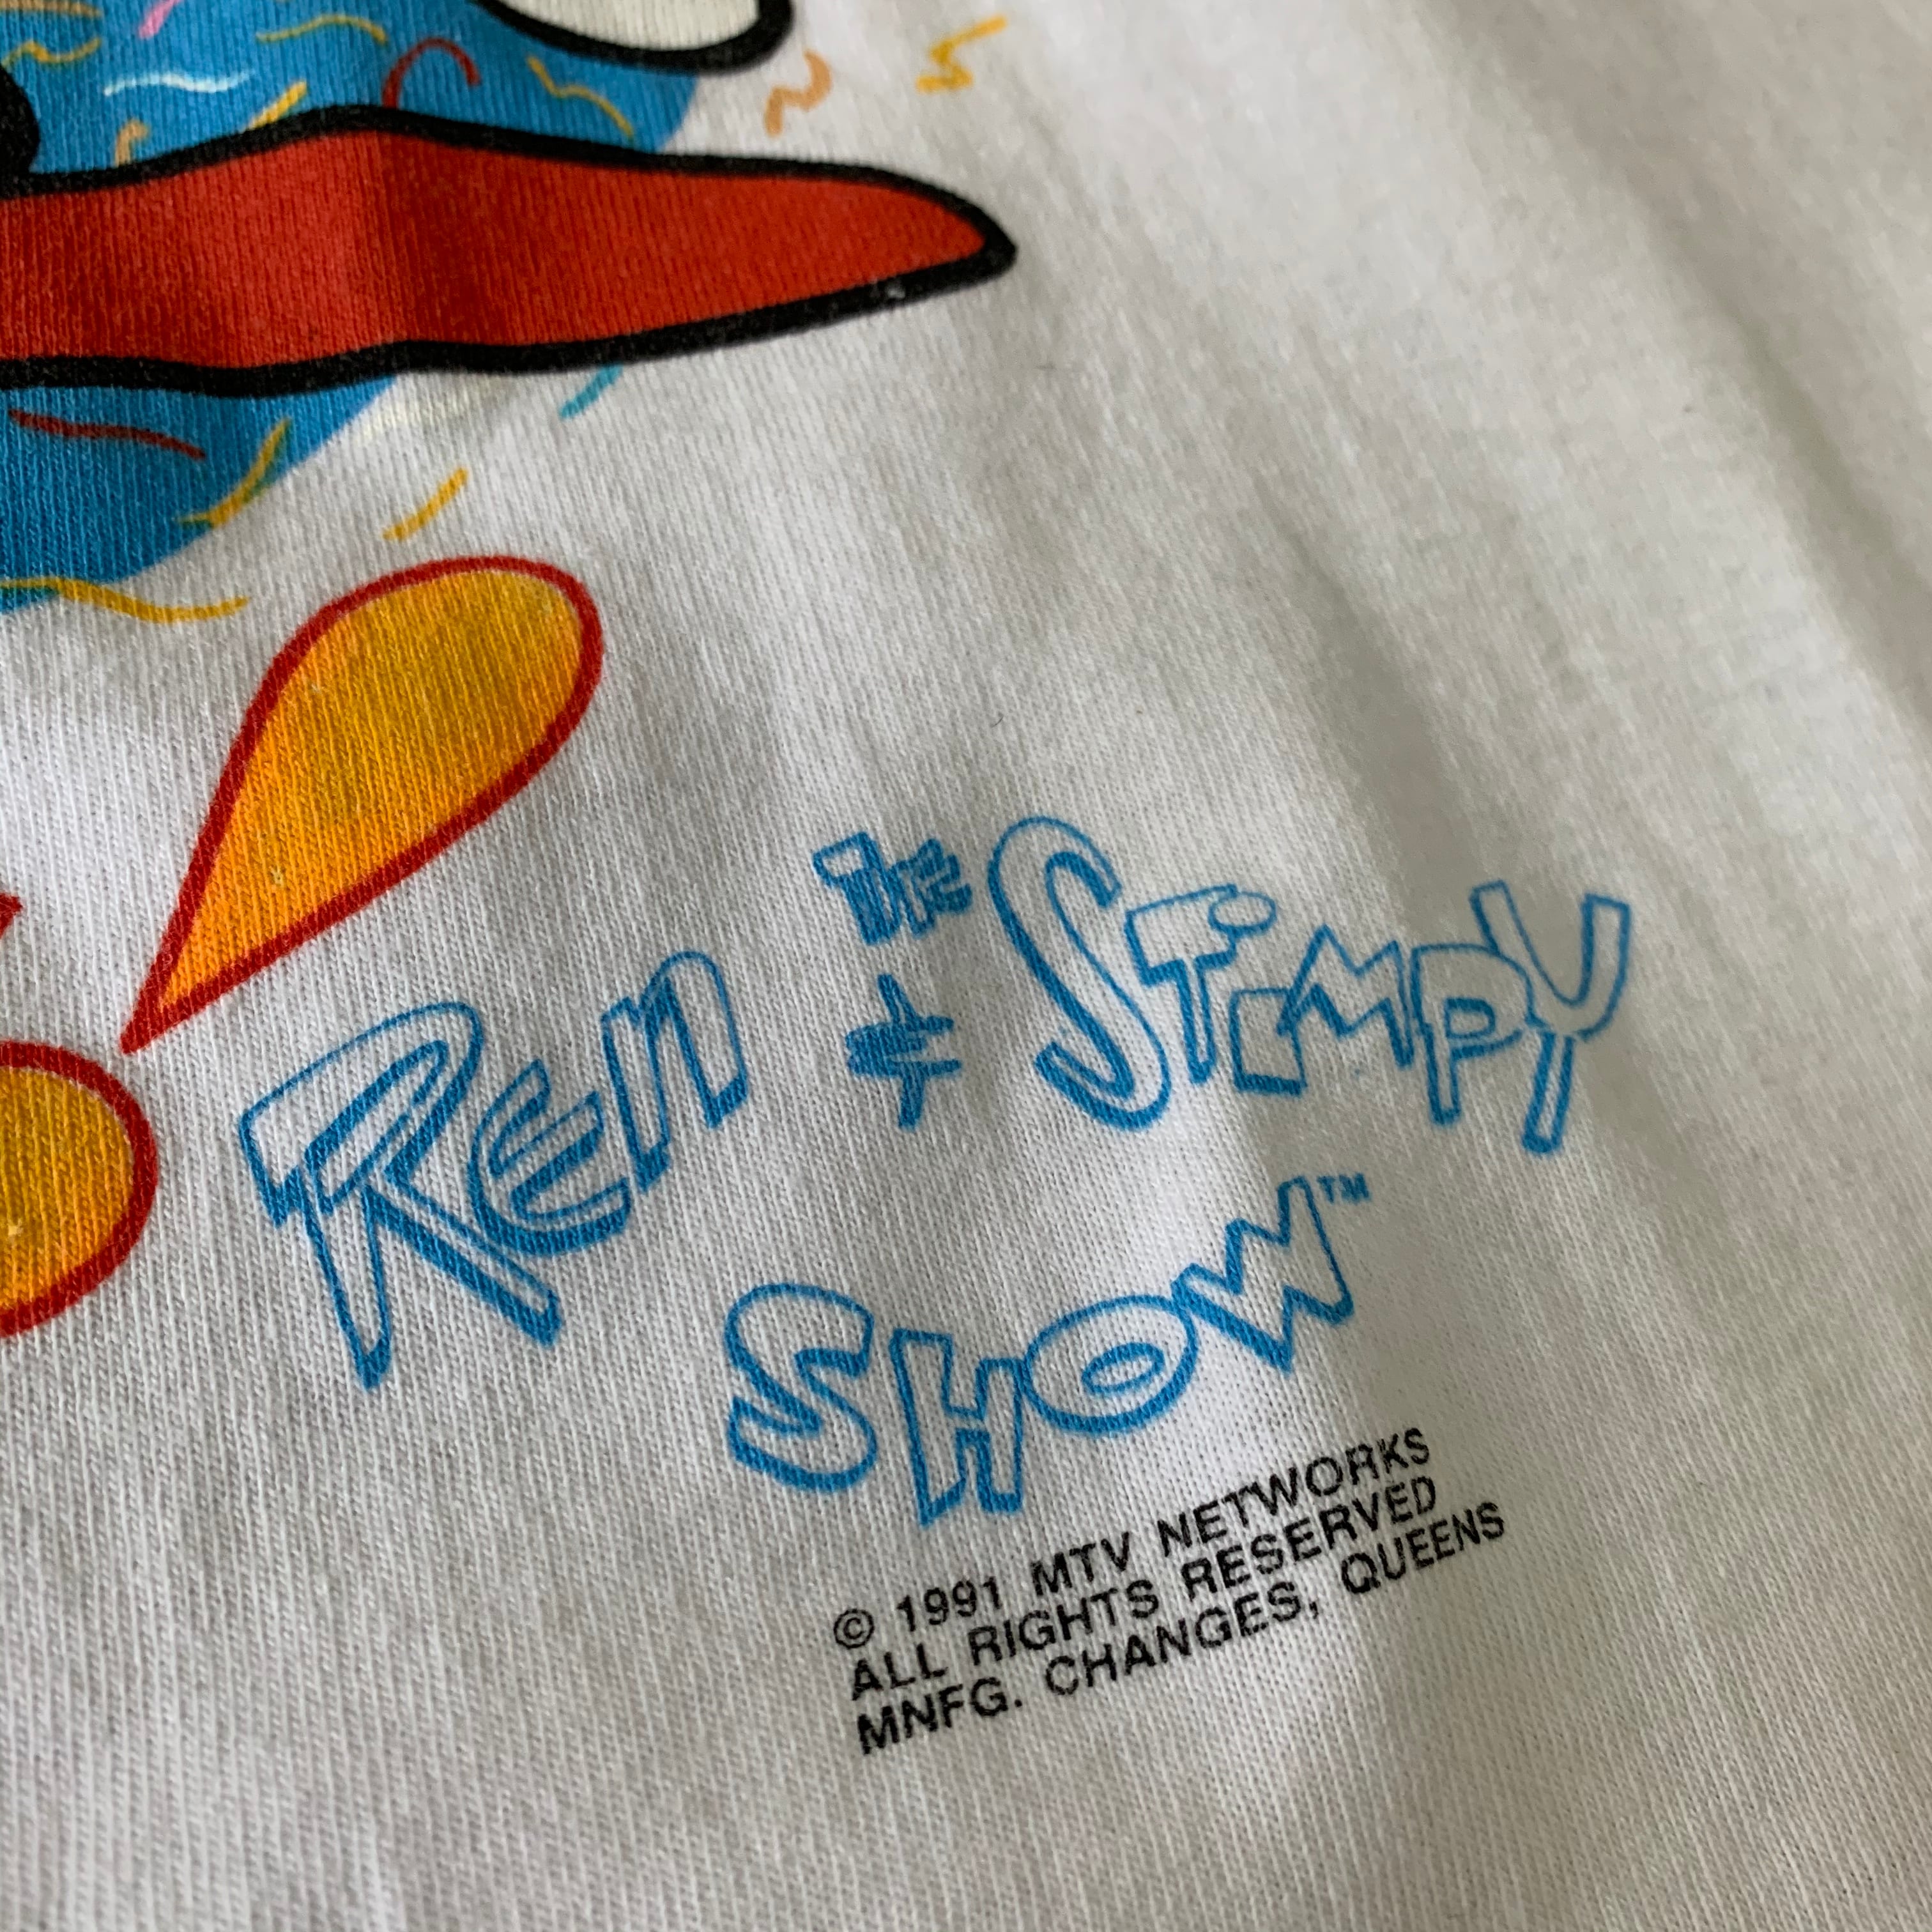 THE
REN & STIMPY
SHOW™
© 1991 MTV NETWORKS
ALL RIGHTS RESERVED
MNFG. CHANGES, QUEENS